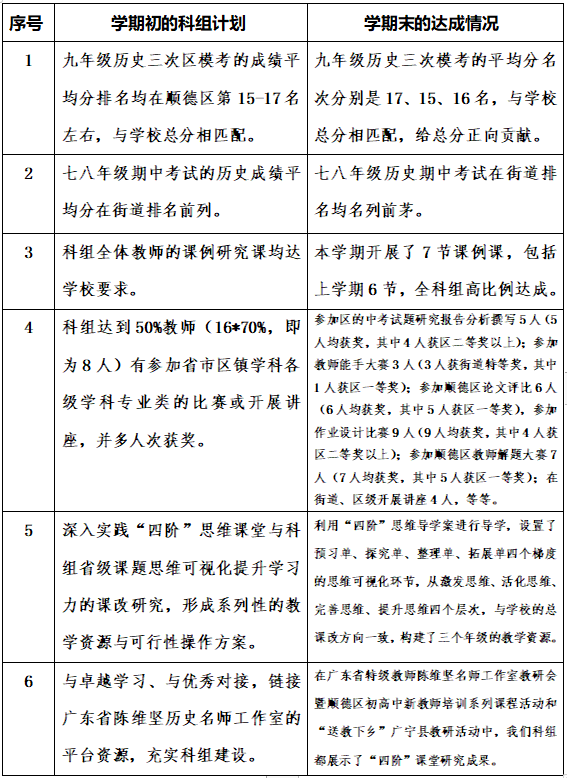 序号 学期初的科组计划 学期末的达成情况
1
九年级历史三次区模考的成绩平
均分排名均在顺德区第 15-17 名
左右，与学校总分相匹配。
九年级历史三次模考的平均分名
次分别是 17、15、16 名，与学校
总分相匹配，给总分正向贡献。
2
七八年级期中考试的历史成绩平
均分在街道排名前列。
七八年级历史期中考试在街道排
名均名列前茅。
3
科组全体教师的课例研究课均达
学校要求。
本学期开展了 7 节课例课，包括
上学期 6 节，全科组高比例达成。
4
科组达到 50%教师（16*70%，即
为 8 人）有参加省市区镇学科各
级学科专业类的比赛或开展讲
座，并多人次获奖。
参加区的中考试题研究报告分析撰写 5 人（5
人均获奖，其中 4 人获区二等奖以上）；参加
教师能手大赛 3 人（3 人获街道特等奖，其中
1 人获区一等奖）；参加顺德区论文评比 6 人
（6 人均获奖，其中 5 人获区一等奖），参加
作业设计比赛 9 人（9 人均获奖，其中 4 人获
区二等奖以上）；参加顺德区教师解题大赛 7
人（7 人均获奖，其中 5 人获区一等奖）；在
街道、区级开展讲座 4 人，等等。
5
深入实践“四阶”思维课堂与科
组省级课题思维可视化提升学习
力的课改研究，形成系列性的教
学资源与可行性操作方案。
利用“四阶”思维导学案进行导学，设置了
预习单、探究单、整理单、拓展单四个梯度
的思维可视化环节，从激发思维、活化思维、
完善思维、提升思维四个层次，与学校的总
课改方向一致，构建了三个年级的教学资源。
6
与卓越学习、与优秀对接，链接
广东省陈维坚历史名师工作室的
平台资源，充实科组建设。
在广东省特级教师陈维坚名师工作室教研会
暨顺德区初高中新教师培训系列课程活动和
“送教下乡”广宁县教研活动中，我们科组
都展示了“四阶”课堂研究成果。